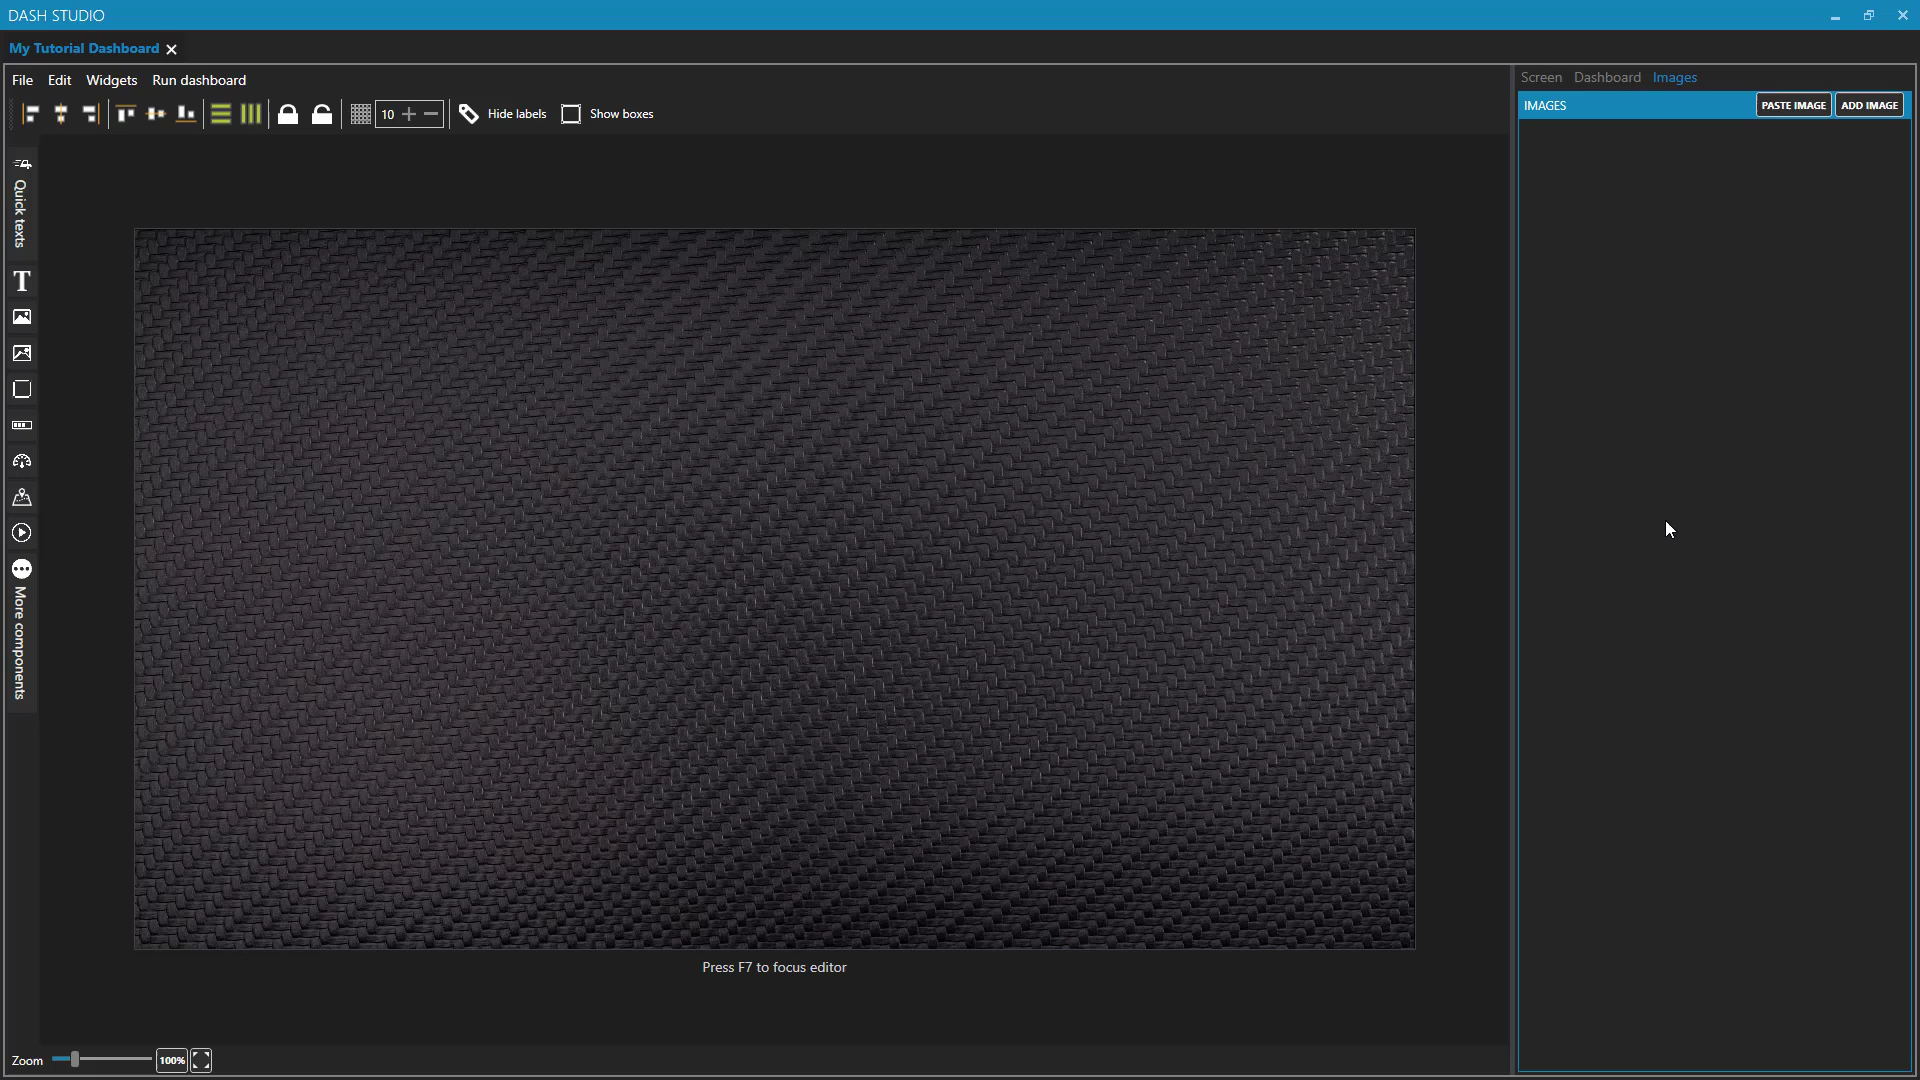 DASH STUDIO
My Tutorial Dashboard
File Edit Widgets Run dashboard
Screen Dashboard Images
IMAGES PASTE IMAGE ADD IMAGE
10 Hide labels Show boxes
Quick texts
T
More components
Press F7 to focus editor
Zoom 100%